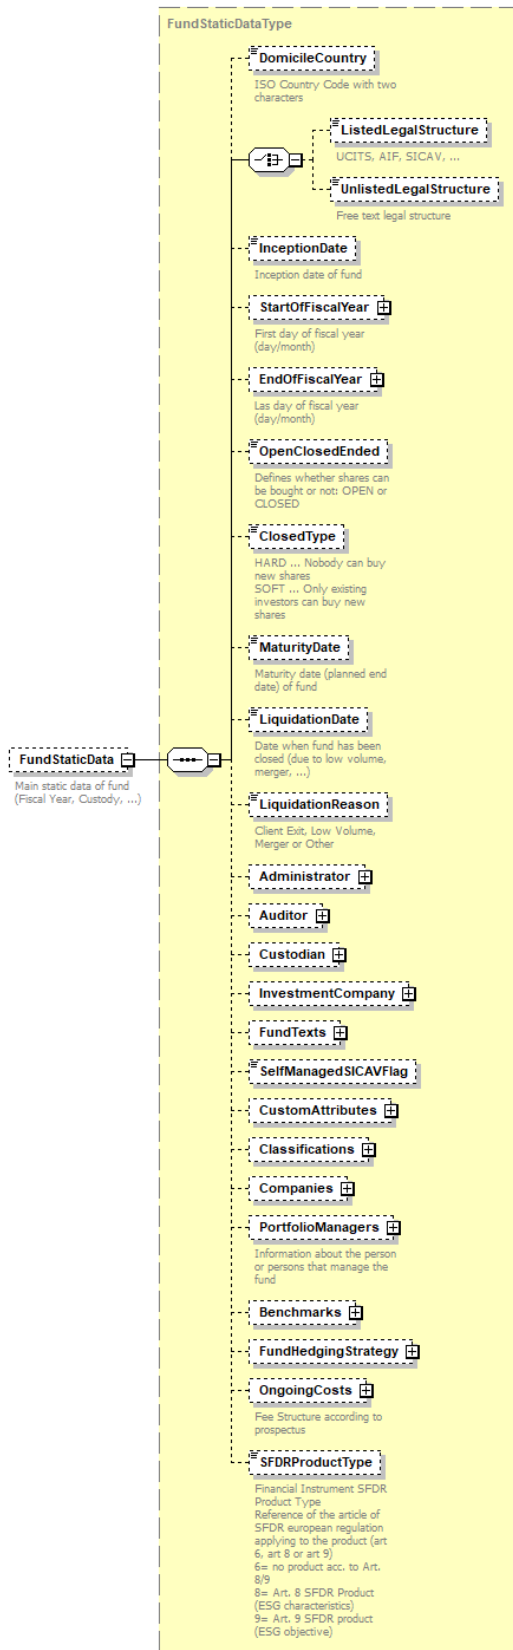 FundStaticDataType
DomicileCountry
ISO Country Code with two
characters
ListedLegalStructure
UCITS, AIF, SICAV, ...
UnlistedLegalStructure
Free text legal structure
InceptionDate
Inception date of fund
StartOfFiscalYear
First day of fiscal year
(day/month)
EndOfFiscalYear
Las day of fiscal year
(day/month)
OpenClosedEnded
Defines whether shares can
be bought or not: OPEN or
CLOSED
ClosedType
HARD ... Nobody can buy
new shares
SOFT ... Only existing
investors can buy new
shares
MaturityDate
Maturity date (planned end
date) of fund
LiquidationDate
Date when fund has been
closed (due to low volume,
merger, ...)
FundStaticData
Main static data of fund
(Fiscal Year, Custody, ...)
LiquidationReason
Client Exit, Low Volume,
Merger or Other
Administrator
Auditor
Custodian
InvestmentCompany
FundTexts
SelfManagedSICAVFlag
CustomAttributes
Classifications
Companies
PortfolioManagers
Information about the person
or persons that manage the
fund
Benchmarks
FundHedgingStrategy
OngoingCosts
Fee Structure according to
prospectus
SFDRProductType
Financial Instrument SFDR
Product Type
Reference of the article of
SFDR european regulation
applying to the product (art
6, art 8 or art 9)
6= no product acc. to Art.
8/9
8= Art. 8 SFDR Product
(ESG characteristics)
9= Art. 9 SFDR product
(ESG objective)